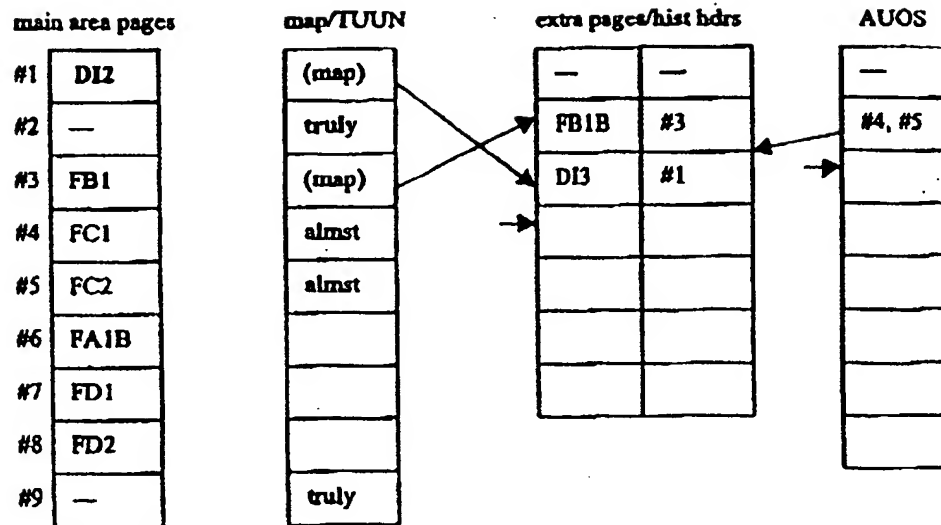 main area pages map/TUUN extra pages/hist hdrs AUOS
#1 DI2 (map) — — —
#2 — truly FB1B #3 #4, #5
#3 FB1 (map) DI3 #1
#4 FC1 almst
#5 FC2 almst
#6 FA1B
#7 FD1
#8 FD2
#9 — truly